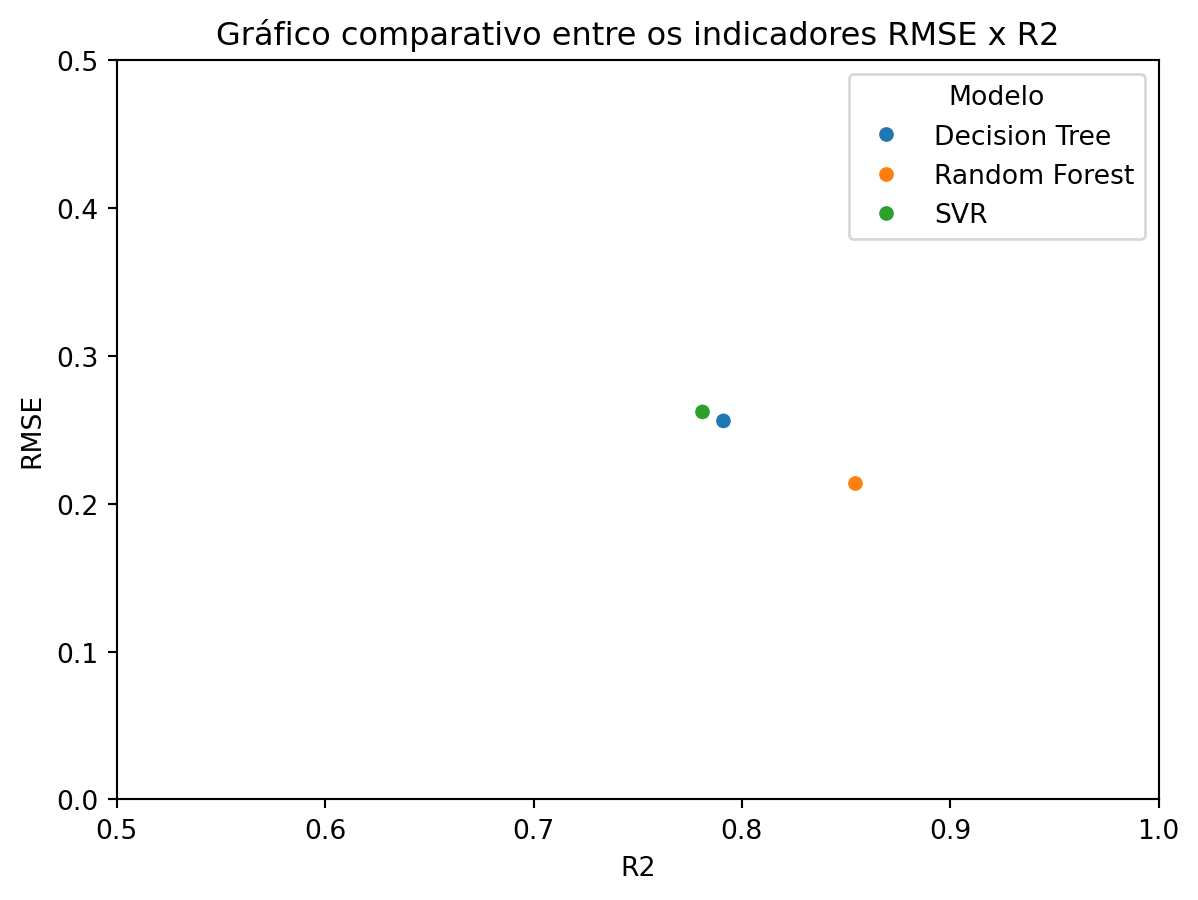 Gráfico comparativo entre os indicadores RMSE x R2
Modelo
Decision Tree
Random Forest
SVR
RMSE
0.5
0.4
0.3
0.2
0.1
0.0
0.5
0.6
0.7
0.8
0.9
1.0
R2